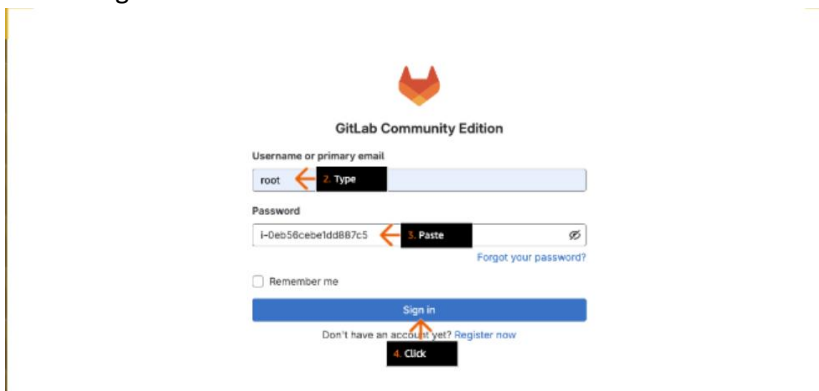 GitLab Community Edition
Username or primary email
root 2. Type
Password
i-0eb56cebe1dd887c5 3. Paste
Forgot your password?
Remember me
Sign in
Don't have an account yet? Register now
4. Click